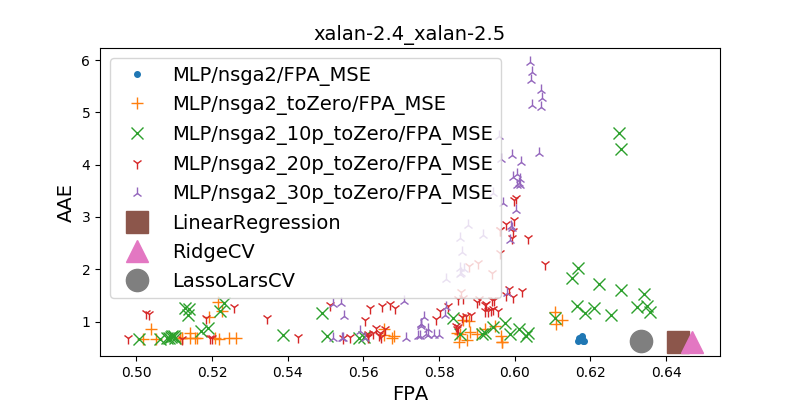 xalan-2.4_xalan-2.5
6
5
4
3
2
1
AAE
MLP/nsga2/FPA_MSE
MLP/nsga2_toZero/FPA_MSE
MLP/nsga2_10p_toZero/FPA_MSE
MLP/nsga2_20p_toZero/FPA_MSE
MLP/nsga2_30p_toZero/FPA_MSE
LinearRegression
RidgeCV
LassoLarsCV
0.50 0.52 0.54 0.56 0.58 0.60 0.62 0.64
FPA